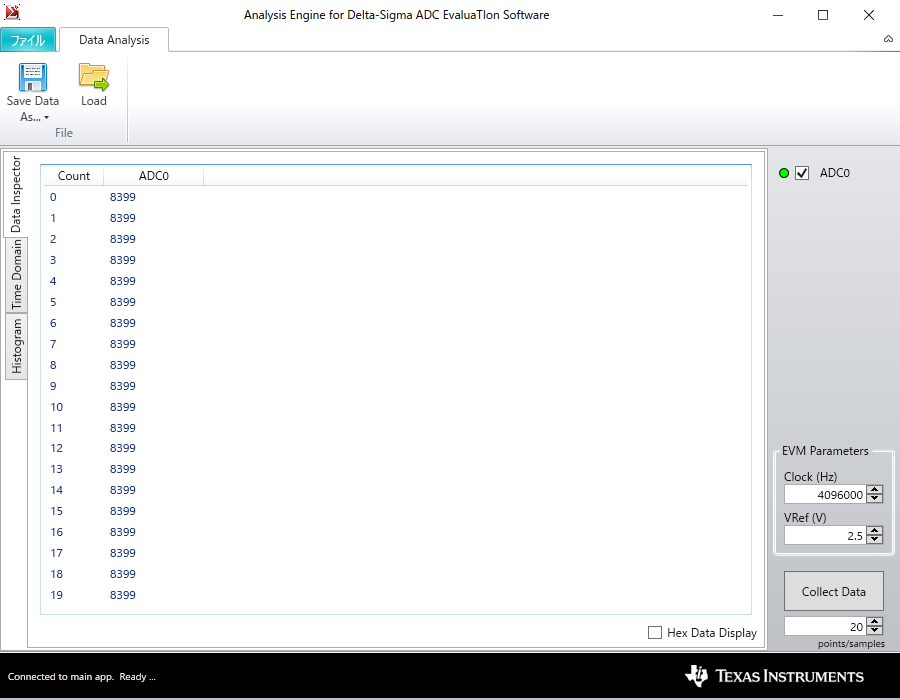 Analysis Engine for Delta-Sigma ADC EvaluaTIon Software
ファイル
Data Analysis
Save Data
As...
Load
File
Data Inspector
Time Domain
Histogram
Count ADC0
0 8399
1 8399
2 8399
3 8399
4 8399
5 8399
6 8399
7 8399
8 8399
9 8399
10 8399
11 8399
12 8399
13 8399
14 8399
15 8399
16 8399
17 8399
18 8399
19 8399
Hex Data Display
ADC0
EVM Parameters
Clock (Hz)
4096000
VRef (V)
2.5
Collect Data
20
points/samples
Connected to main app. Ready ...
TEXAS INSTRUMENTS